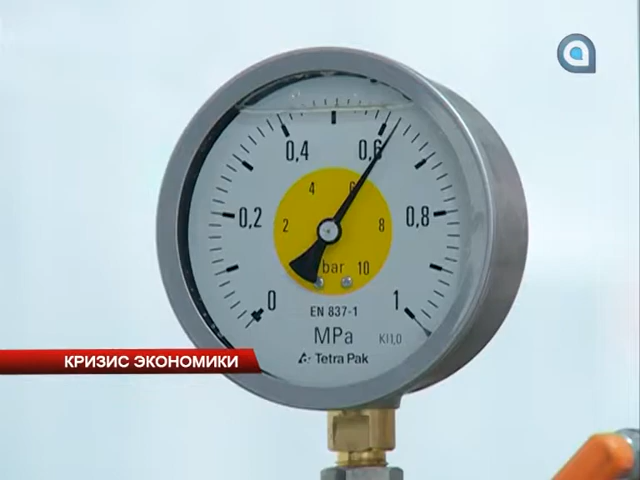 0,4 0,6
4 6
0,2 2 8 0,8
bar 10
0 1
EN 837-1
MPa Kl1,0
Tetra Pak
КРИЗИС ЭКОНОМИКИ